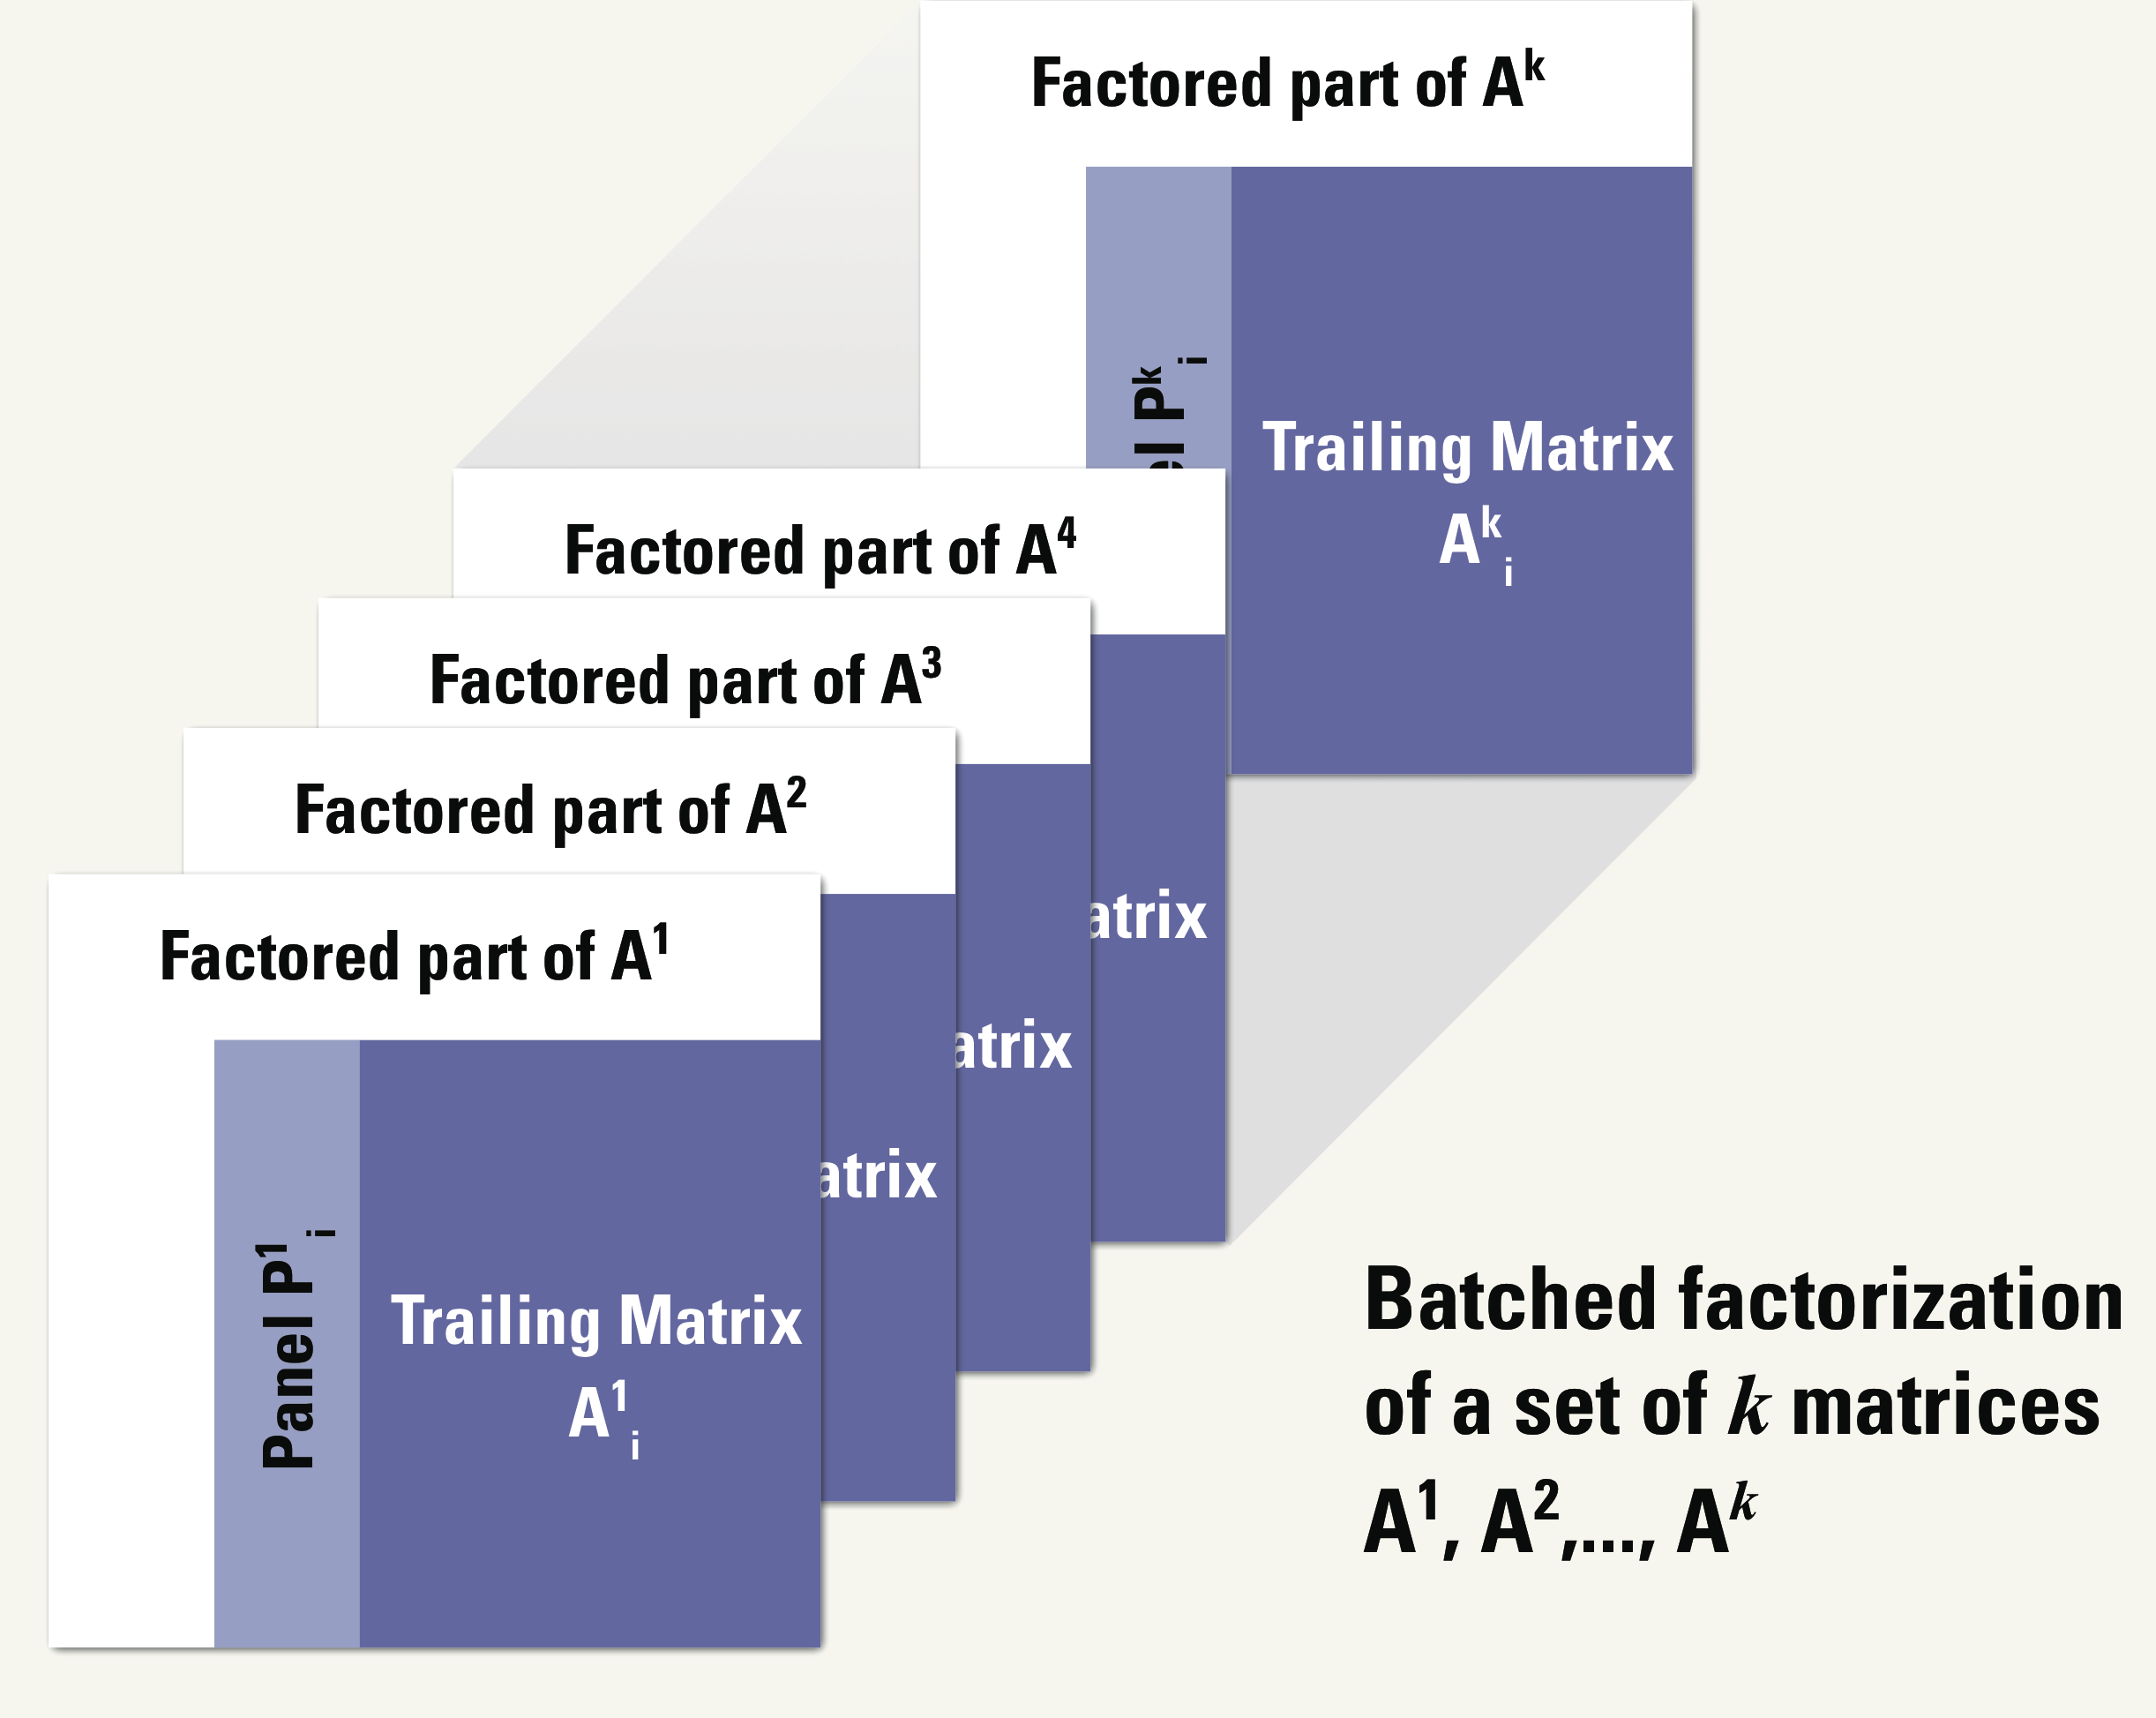 Factored part of Aᵏ
el Pᵏᵢ
Trailing Matrix
Aᵏᵢ
Factored part of A⁴
atrix
Factored part of A³
atrix
Factored part of A²
atrix
Factored part of A¹
Panel P¹ᵢ
Trailing Matrix
A¹ᵢ
Batched factorization
of a set of k matrices
A¹, A²,..., Aᵏ